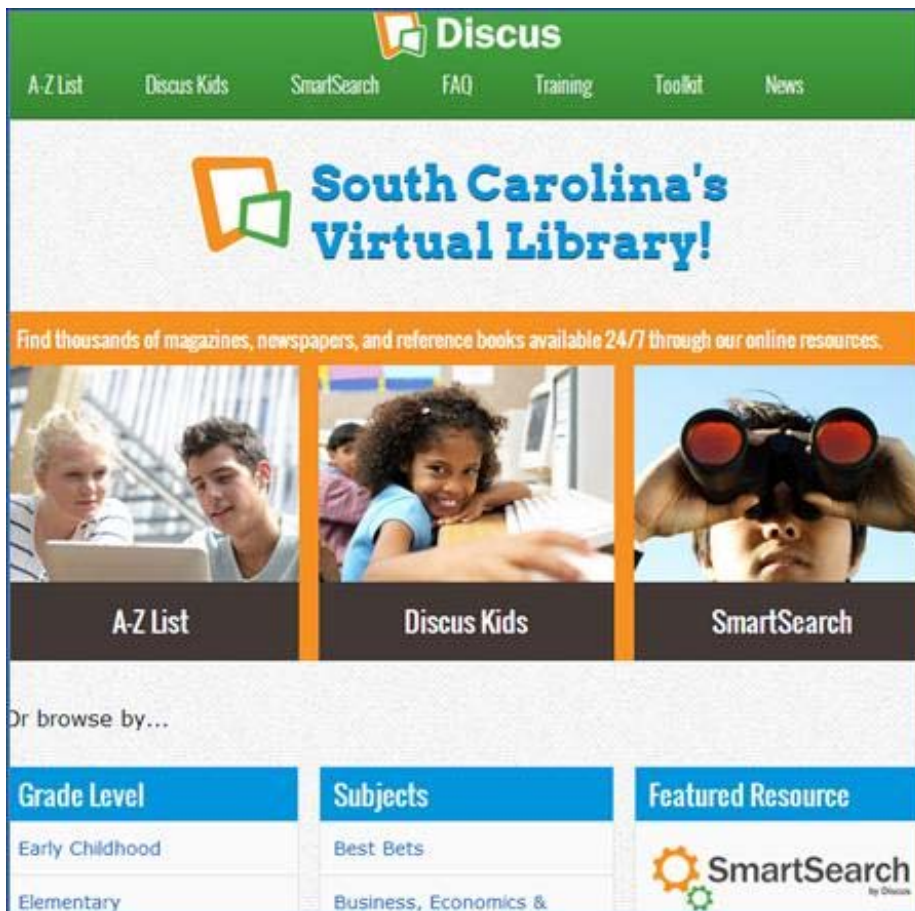 Discus
A-Z List Discus Kids SmartSearch FAQ Training Toolkit News
South Carolina's
Virtual Library!
Find thousands of magazines, newspapers, and reference books available 24/7 through our online resources.
A-Z List
Discus Kids
SmartSearch
Or browse by...
Grade Level
Early Childhood
Elementary
Subjects
Best Bets
Business, Economics &
Featured Resource
SmartSearch
by Discus